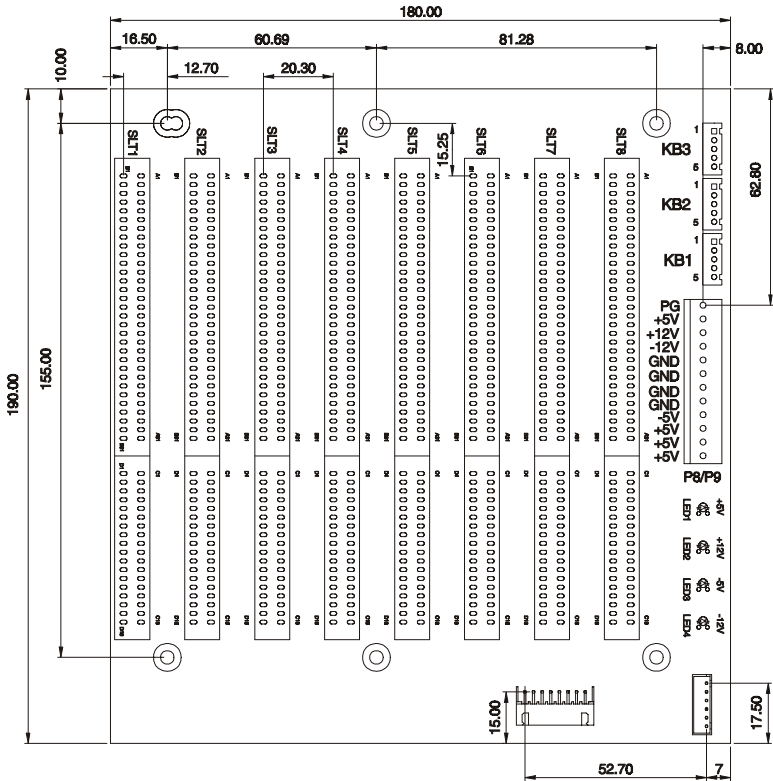 180.00
16.50
60.69
81.28
8.00
10.00
12.70
20.30
SLT1
SLT2
SLT3
SLT4
SLT5
SLT6
SLT7
SLT8
15.25
62.80
1
KB3
5
1
KB2
5
1
KB1
5
PG
+5V
+12V
-12V
GND
GND
GND
GND
-5V
+5V
+5V
+5V
P8/P9
190.00
155.00
LED1
+5V
LED2
+12V
LED3
-5V
LED4
-12V
15.00
17.50
52.70
7